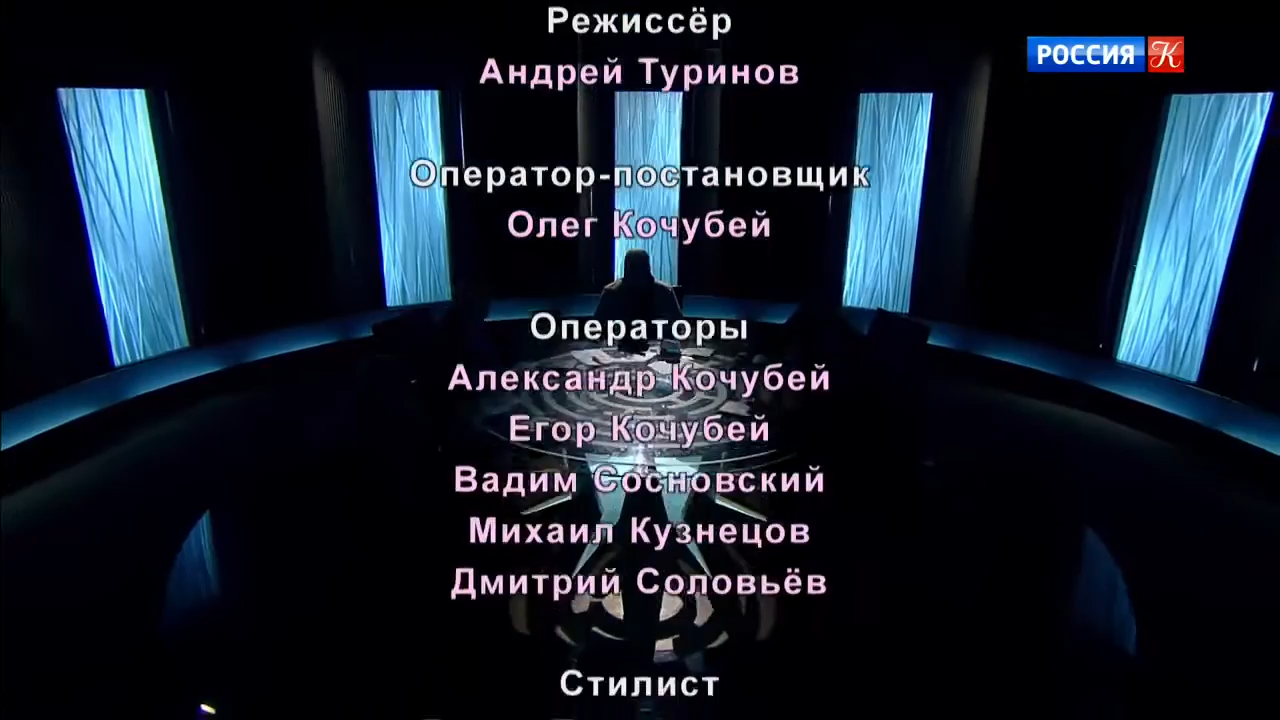 Режиссёр
РОССИЯ К
Андрей Туринов
Оператор-постановщик
Олег Кочубей
Операторы
Александр Кочубей
Егор Кочубей
Вадим Сосновский
Михаил Кузнецов
Дмитрий Соловьёв
Стилист